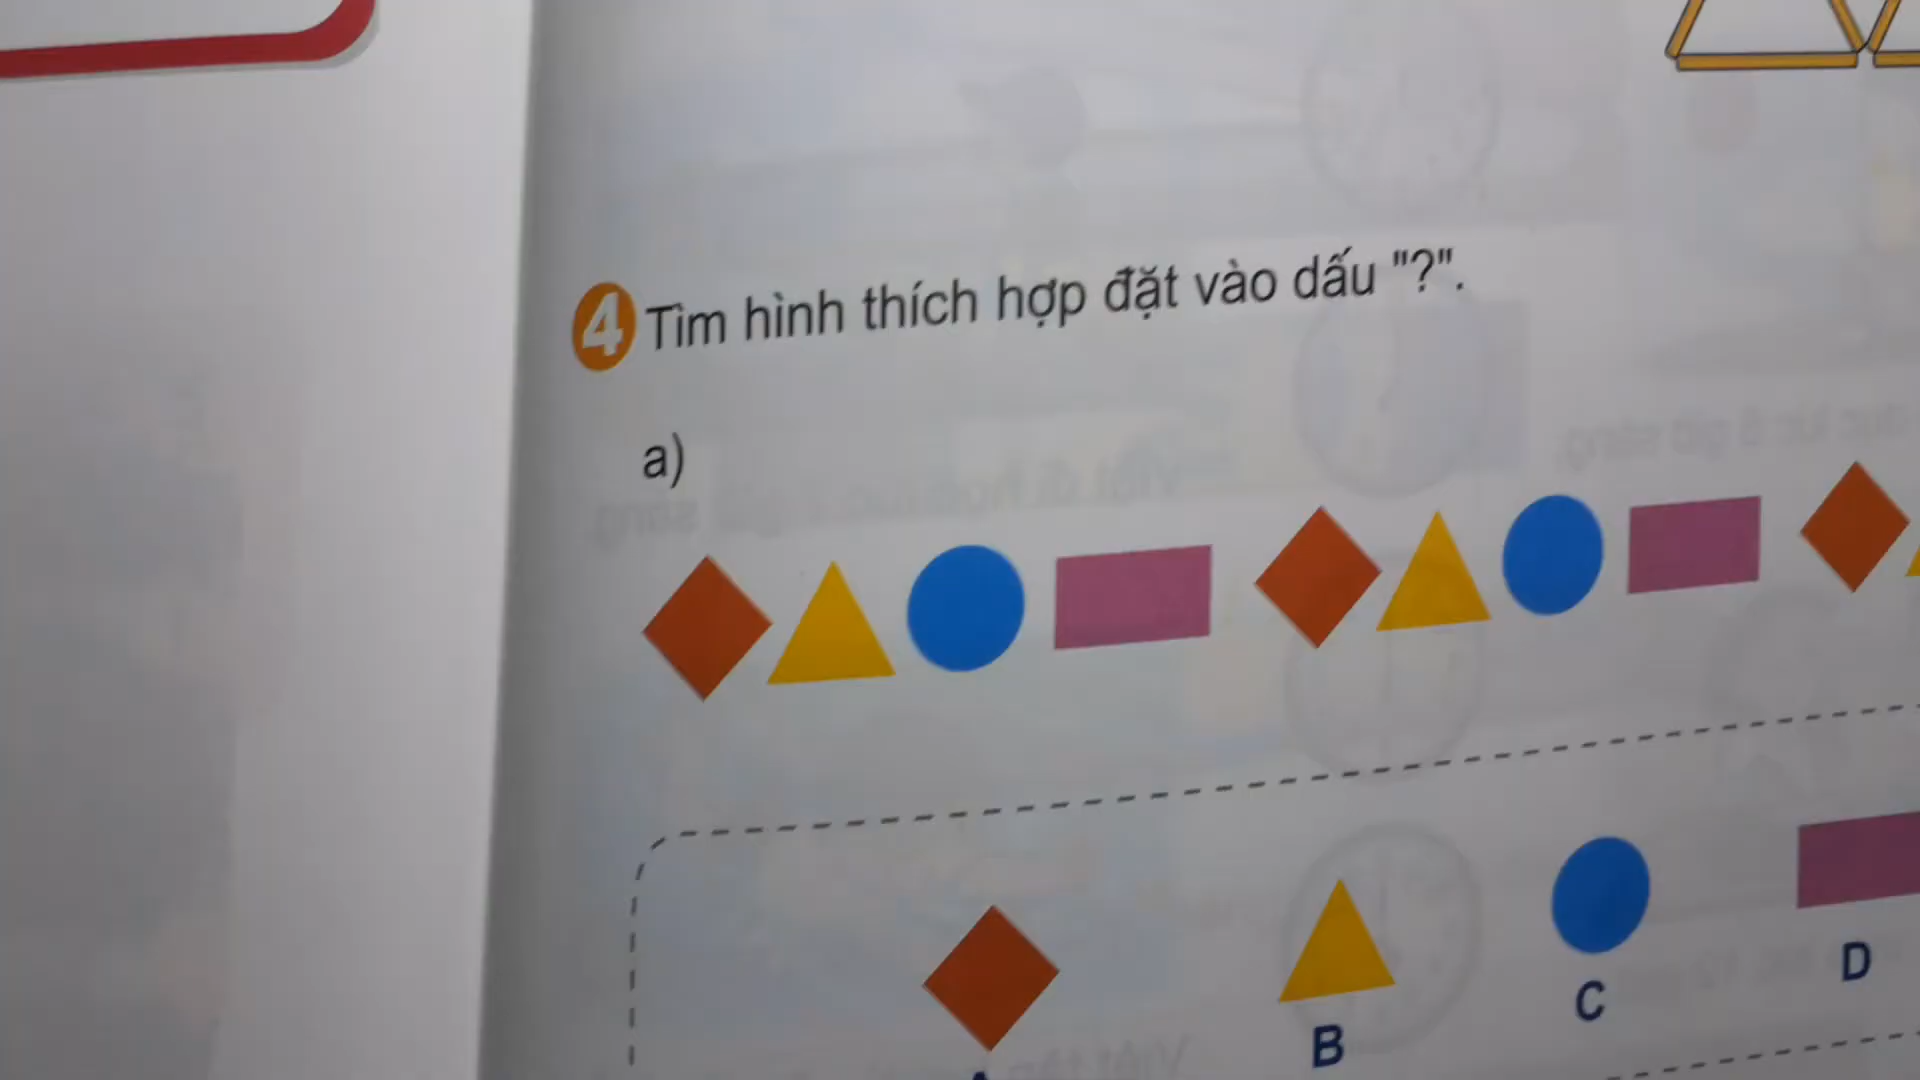 4 Tìm hình thích hợp đặt vào dấu "?".
a)
B
C
D